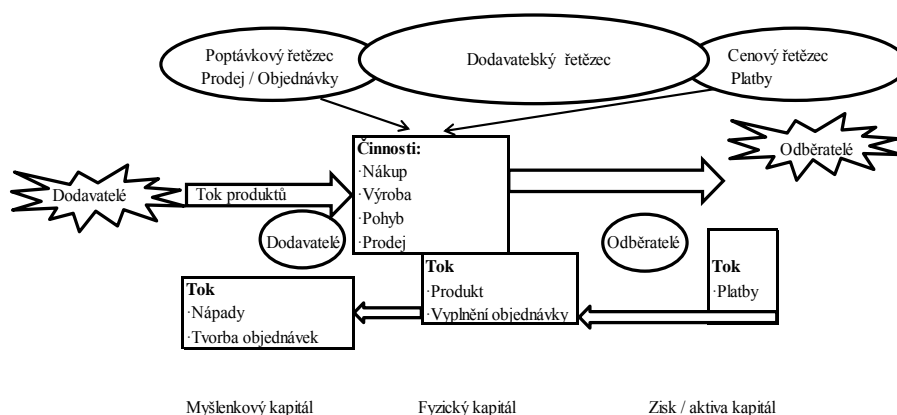 Poptávkový řetězec
Prodej / Objednávky
Dodavatelský řetězec
Cenový řetězec
Platby
Činnosti:
·Nákup
·Výroba
·Pohyb
·Prodej
Odběratelé
Dodavatelé
Tok produktů
Dodavatelé
Odběratelé
Tok
·Nápady
·Tvorba objednávek
Tok
·Produkt
·Vyplnění objednávky
Tok
·Platby
Myšlenkový kapitál
Fyzický kapitál
Zisk / aktiva kapitál